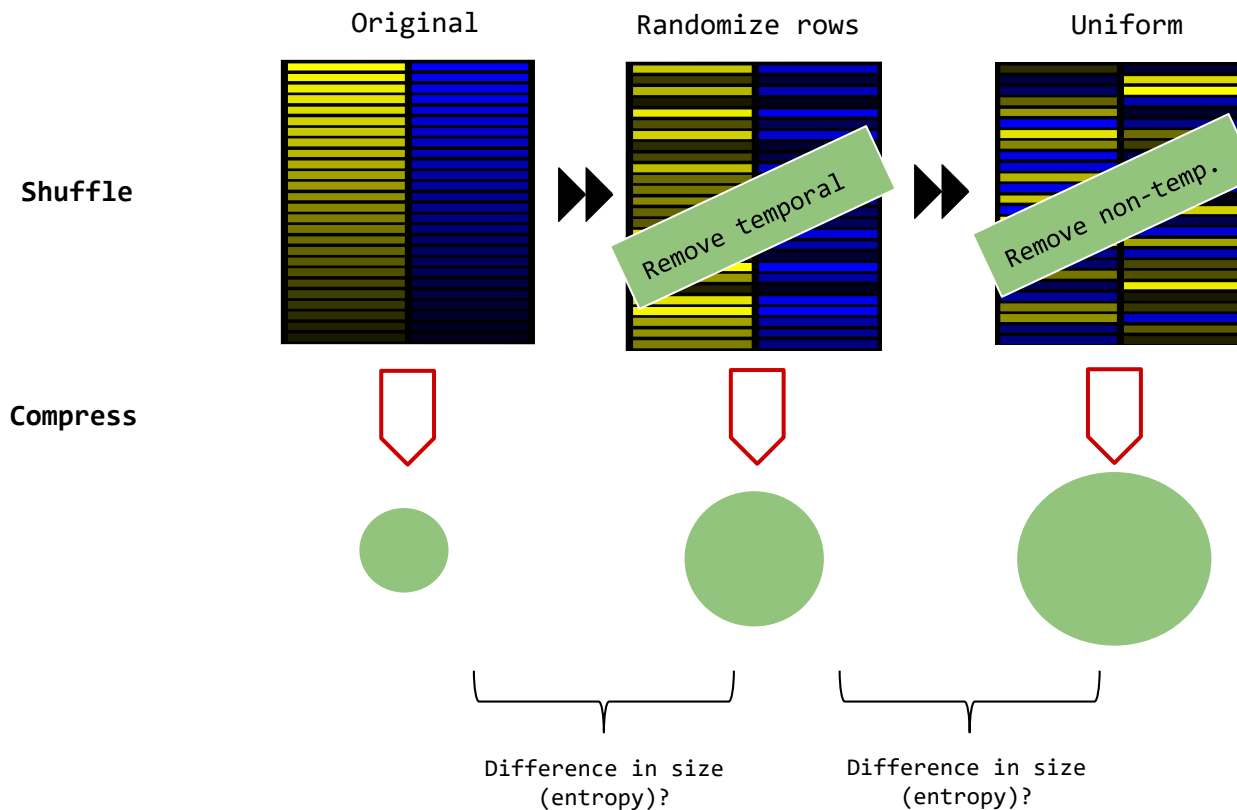 Original
Randomize rows
Uniform
Shuffle
Remove temporal
Remove non-temp.
Compress
Difference in size
(entropy)?
Difference in size
(entropy)?